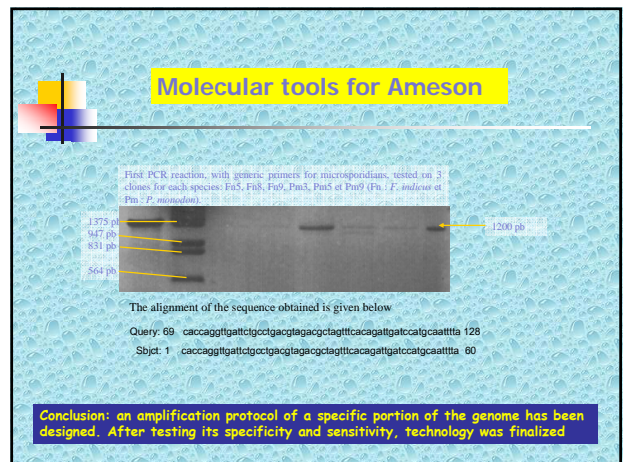 Molecular tools for Ameson
First PCR reaction, with generic primers for microspondians, tested on 3
clones for each species: Fn5, Fn8, Fn9, Pm3, Pm5 et Pm9 (Fn : F. indicus et
Pm : P. monodon).
1375 pb
947 pb
831 pb
564 pb
1200 pb
The alignment of the sequence obtained is given below
Query: 69 caccaggttgattctgcctgacgtagacgctagtttcacagattgatccatgcaatttta 128
Sbjct: 1 caccaggttgattctgcctgacgtagacgctagtttcacagattgatccatgcaatttta 60
Conclusion: an amplification protocol of a specific portion of the genome has been
designed. After testing its specificity and sensitivity, technology was finalized